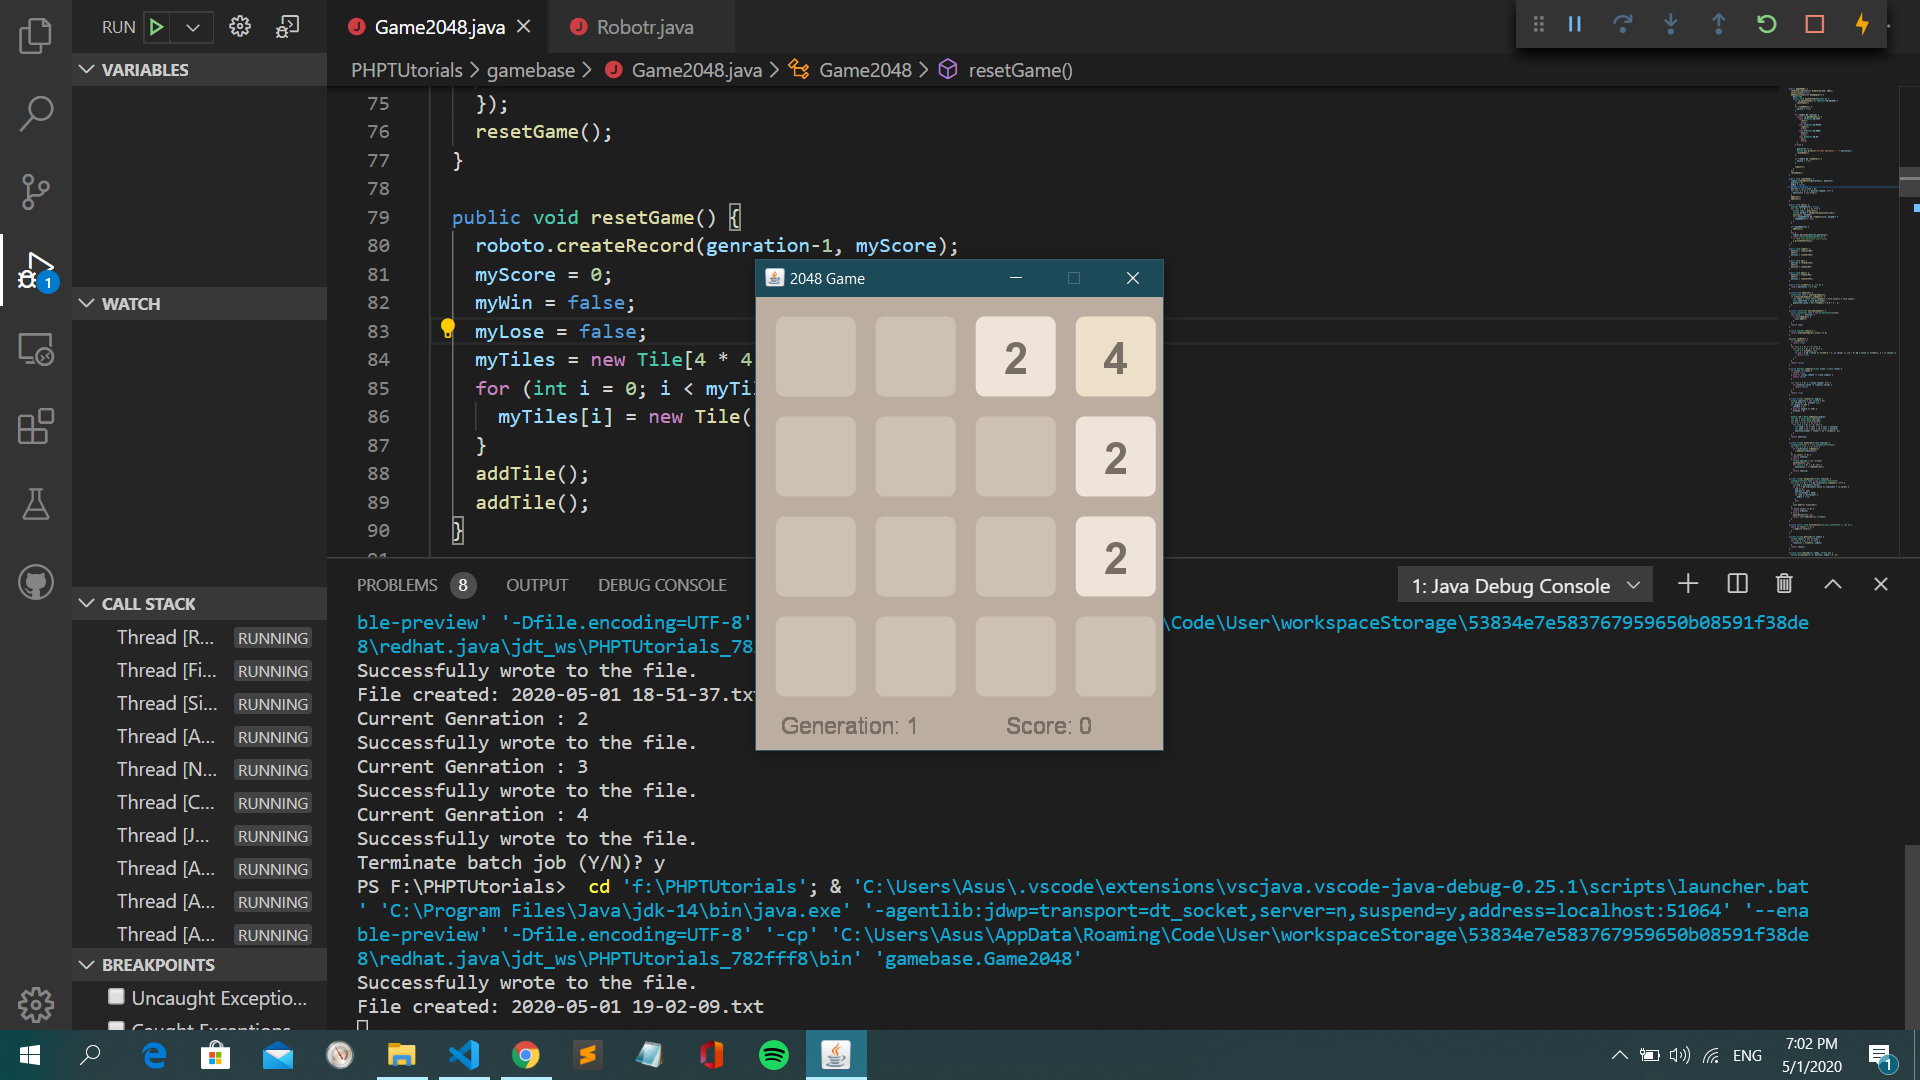 RUN
Game2048.java
Robotr.java
VARIABLES
PHPTUtorials > gamebase > Game2048.java > Game2048 > resetGame()
75 });
76 resetGame();
77 }
78
79 public void resetGame() {
80 roboto.createRecord(genration-1, myScore);
81 myScore = 0;
82 myWin = false;
83 myLose = false;
84 myTiles = new Tile[4 * 4
85 for (int i = 0; i < myTil
86 myTiles[i] = new Tile(
87 }
88 addTile();
89 addTile();
90 }
1
WATCH
2048 Game
2 4
2
2
Generation: 1 Score: 0
CALL STACK
Thread [R... RUNNING
Thread [Fi... RUNNING
Thread [Si... RUNNING
Thread [A... RUNNING
Thread [N... RUNNING
Thread [C... RUNNING
Thread [J... RUNNING
Thread [A... RUNNING
Thread [A... RUNNING
Thread [A... RUNNING
BREAKPOINTS
Uncaught Exceptio...
Caught Exceptions
PROBLEMS 8 OUTPUT DEBUG CONSOLE
1: Java Debug Console
ble-preview' '-Dfile.encoding=UTF-8' \Code\User\workspaceStorage\53834e7e583767959650b08591f38de
8\redhat.java\jdt_ws\PHPTUtorials_782
Successfully wrote to the file.
File created: 2020-05-01 18-51-37.txt
Current Genration : 2
Successfully wrote to the file.
Current Genration : 3
Successfully wrote to the file.
Current Genration : 4
Successfully wrote to the file.
Terminate batch job (Y/N)? y
PS F:\PHPTUtorials> cd 'f:\PHPTUtorials'; & 'C:\Users\Asus\.vscode\extensions\vscjava.vscode-java-debug-0.25.1\scripts\launcher.bat
' 'C:\Program Files\Java\jdk-14\bin\java.exe' '-agentlib:jdwp=transport=dt_socket,server=n,suspend=y,address=localhost:51064' '--ena
ble-preview' '-Dfile.encoding=UTF-8' '-cp' 'C:\Users\Asus\AppData\Roaming\Code\User\workspaceStorage\53834e7e583767959650b08591f38de
8\redhat.java\jdt_ws\PHPTUtorials_782fff8\bin' 'gamebase.Game2048'
Successfully wrote to the file.
File created: 2020-05-01 19-02-09.txt
ENG
7:02 PM
5/1/2020
1